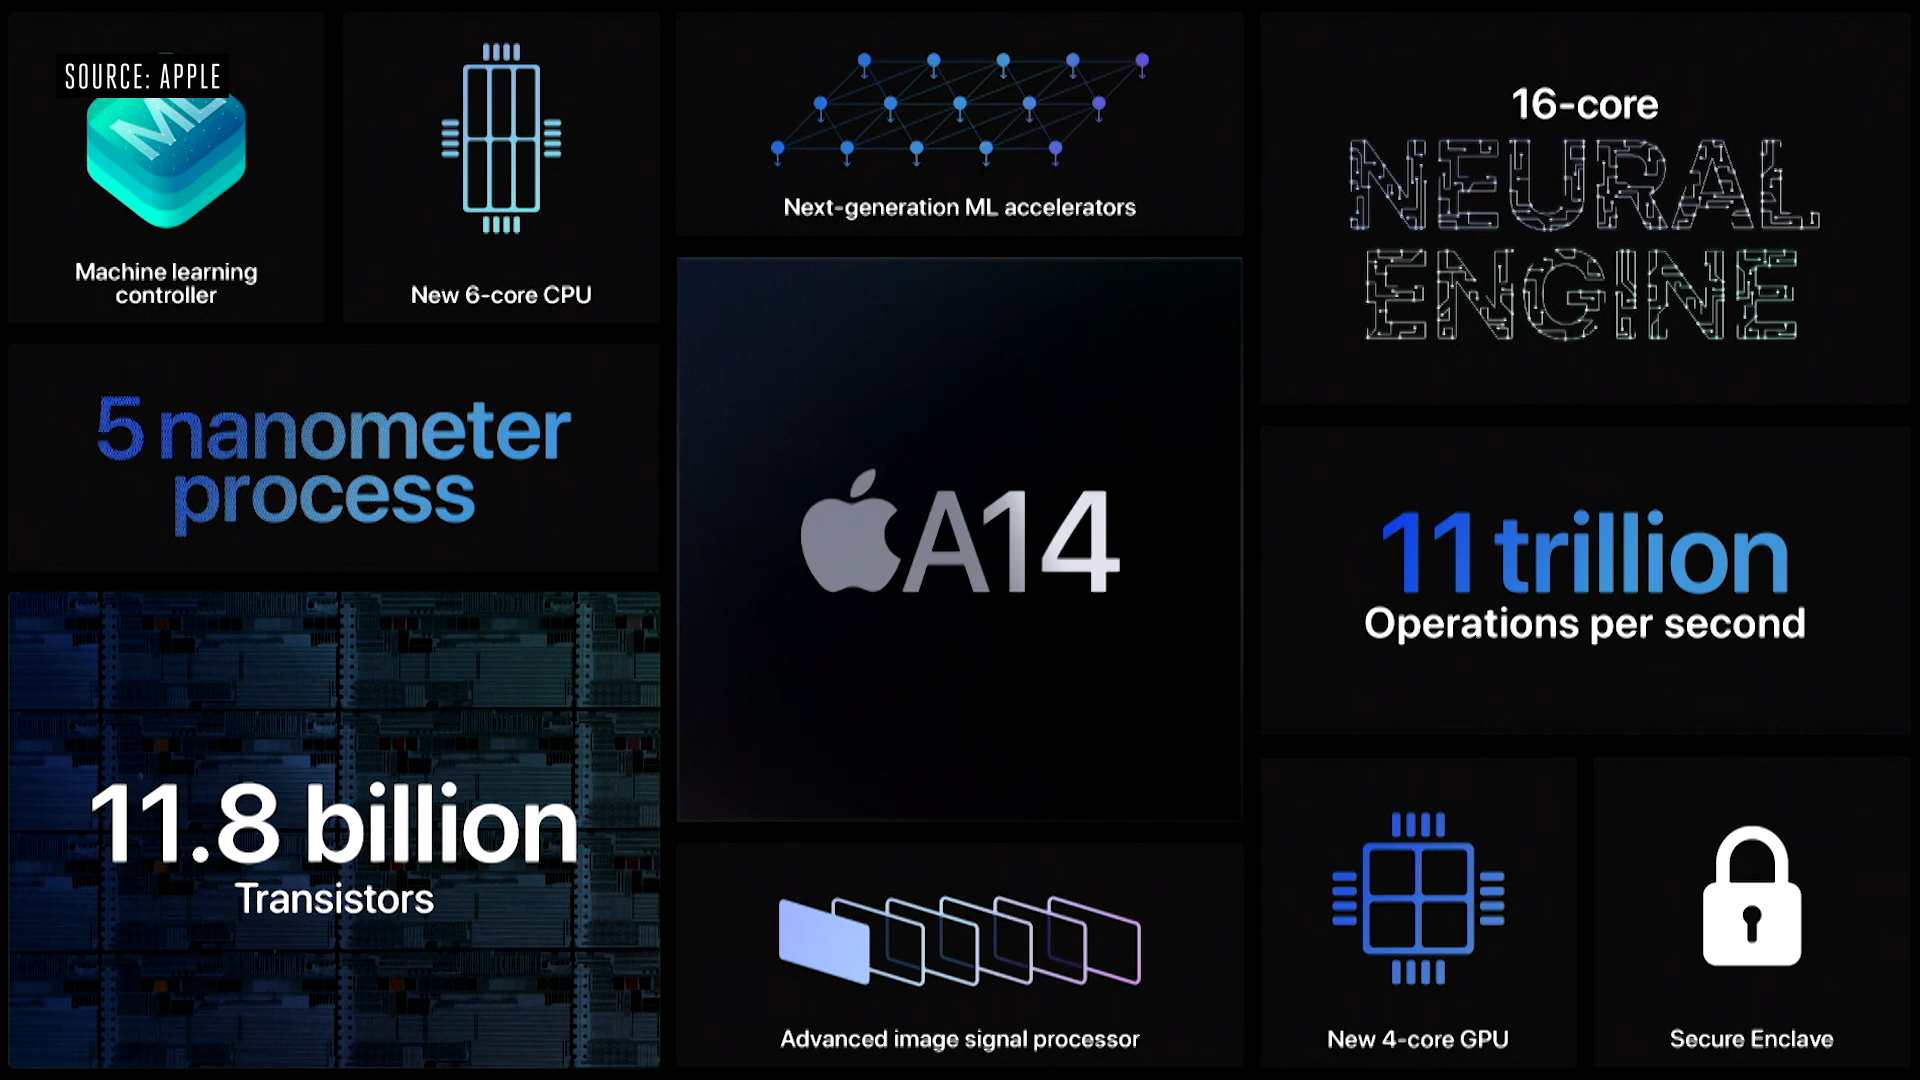 SOURCE: APPLE
ML
Machine learning
controller
New 6-core CPU
Next-generation ML accelerators
16-core
NEURAL
ENGINE
5 nanometer
process
A14
11 trillion
Operations per second
11.8 billion
Transistors
Advanced image signal processor
New 4-core GPU
Secure Enclave